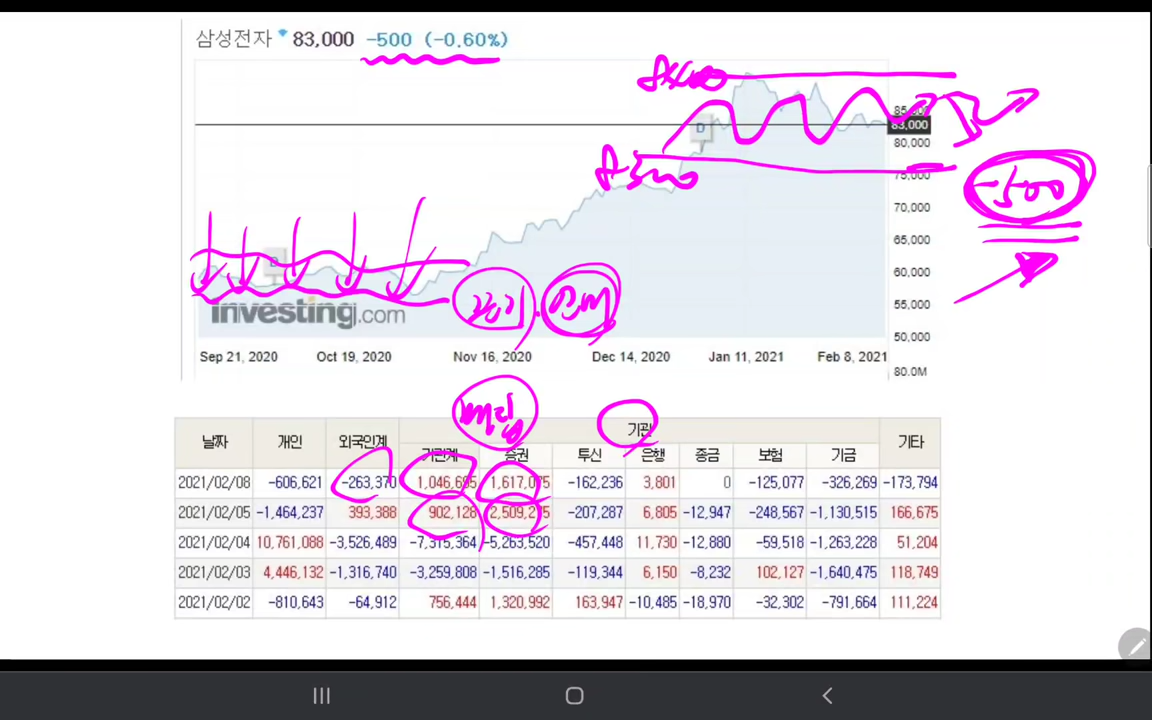 삼성전자 83,000 -500 (-0.60%)
85,000
83,000
80,000
75,000
70,000
65,000
60,000
55,000
50,000
80.0M
D
D
-500
Investing.com
Sep 21, 2020 Oct 19, 2020 Nov 16, 2020 Dec 14, 2020 Jan 11, 2021 Feb 8, 2021
날짜 개인 외국인계 기관 기타
기관계 증권 투신 은행 종금 보험 기금
2021/02/08 -606,621 -263,370 1,046,695 1,617,075 -162,236 3,801 0 -125,077 -326,269 -173,794
2021/02/05 -1,464,237 393,388 902,128 2,509,275 -207,287 6,805 -12,947 -248,567 -1,130,515 166,675
2021/02/04 10,761,088 -3,526,489 -7,315,364 -5,263,520 -457,448 11,730 -12,880 -59,518 -1,263,228 51,204
2021/02/03 4,446,132 -1,316,740 -3,259,808 -1,516,285 -119,344 6,150 -8,232 102,127 -1,640,475 118,749
2021/02/02 -810,643 -64,912 756,444 1,320,992 163,947 -10,485 -18,970 -32,302 -791,664 111,224